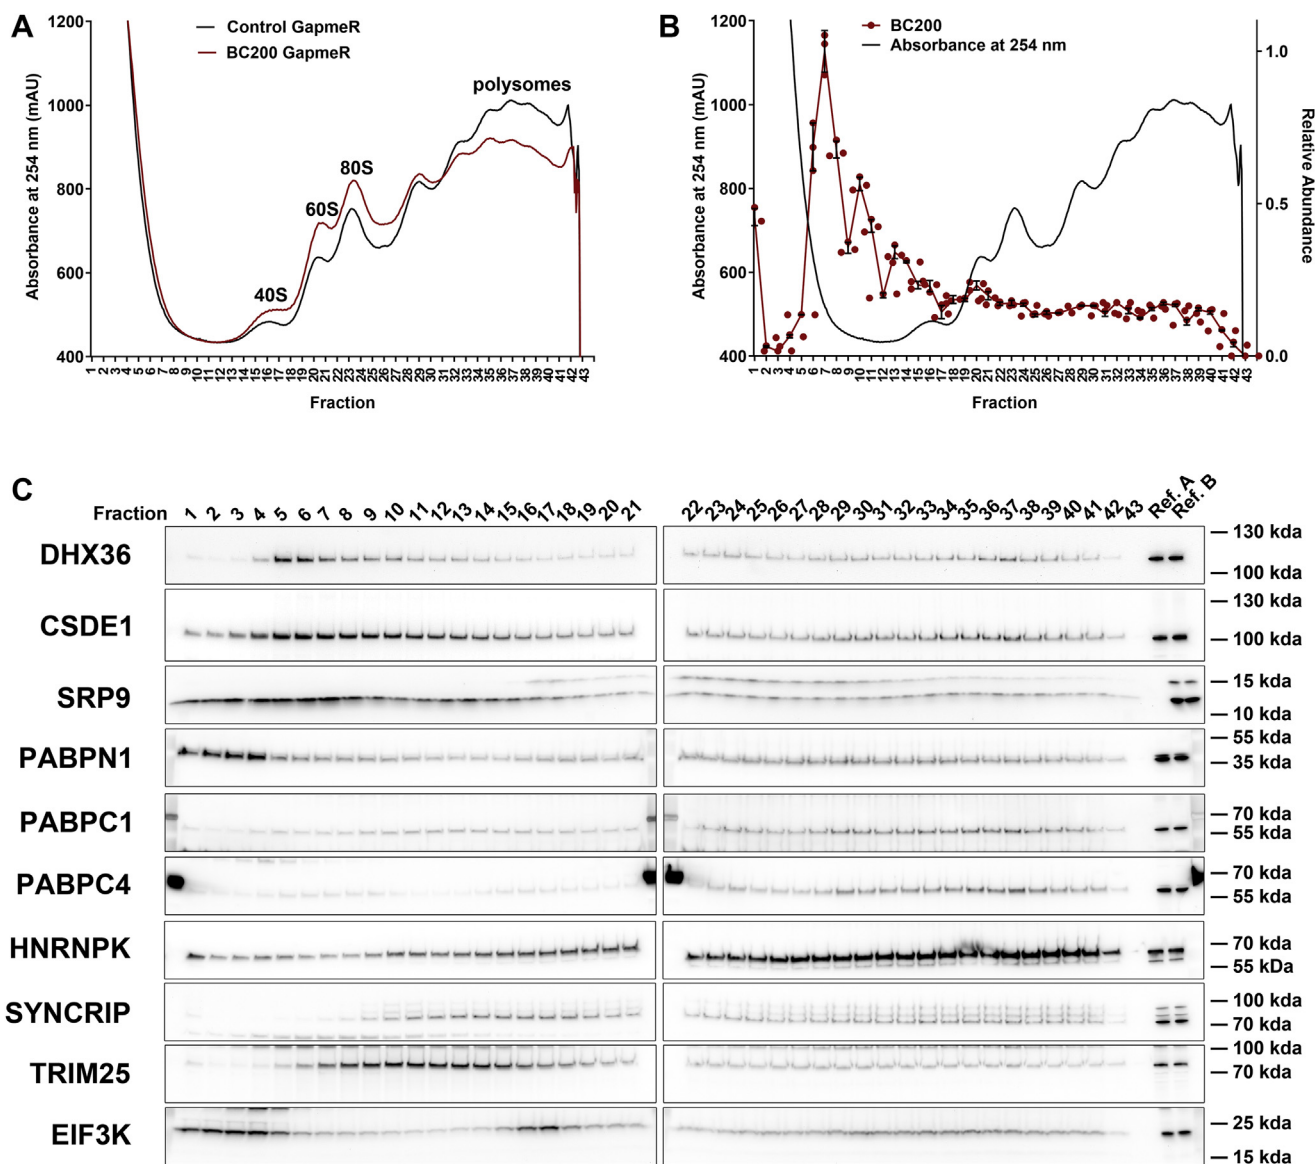 A
1200
1000
800
600
400
Absorbance at 254 nm (mAU)
Control GapmeR
BC200 GapmeR
polysomes
80S
60S
40S
1 2 3 4 5 6 7 8 9 10 11 12 13 14 15 16 17 18 19 20 21 22 23 24 25 26 27 28 29 30 31 32 33 34 35 36 37 38 39 40 41 42 43
Fraction
B
1200
1000
800
600
400
Absorbance at 254 nm (mAU)
BC200
Absorbance at 254 nm
1.0
0.5
0.0
Relative Abundance
1 2 3 4 5 6 7 8 9 10 11 12 13 14 15 16 17 18 19 20 21 22 23 24 25 26 27 28 29 30 31 32 33 34 35 36 37 38 39 40 41 42 43
Fraction
C
Fraction 1 2 3 4 5 6 7 8 9 10 11 12 13 14 15 16 17 18 19 20 21 22 23 24 25 26 27 28 29 30 31 32 33 34 35 36 37 38 39 40 41 42 43 Ref. A Ref. B
DHX36
130 kda
100 kda
CSDE1
130 kda
100 kda
SRP9
15 kda
10 kda
PABPN1
55 kda
35 kda
PABPC1
70 kda
55 kda
PABPC4
70 kda
55 kda
HNRNPK
70 kda
55 kDa
SYNCRIP
100 kda
70 kda
TRIM25
100 kda
70 kda
EIF3K
25 kda
15 kda